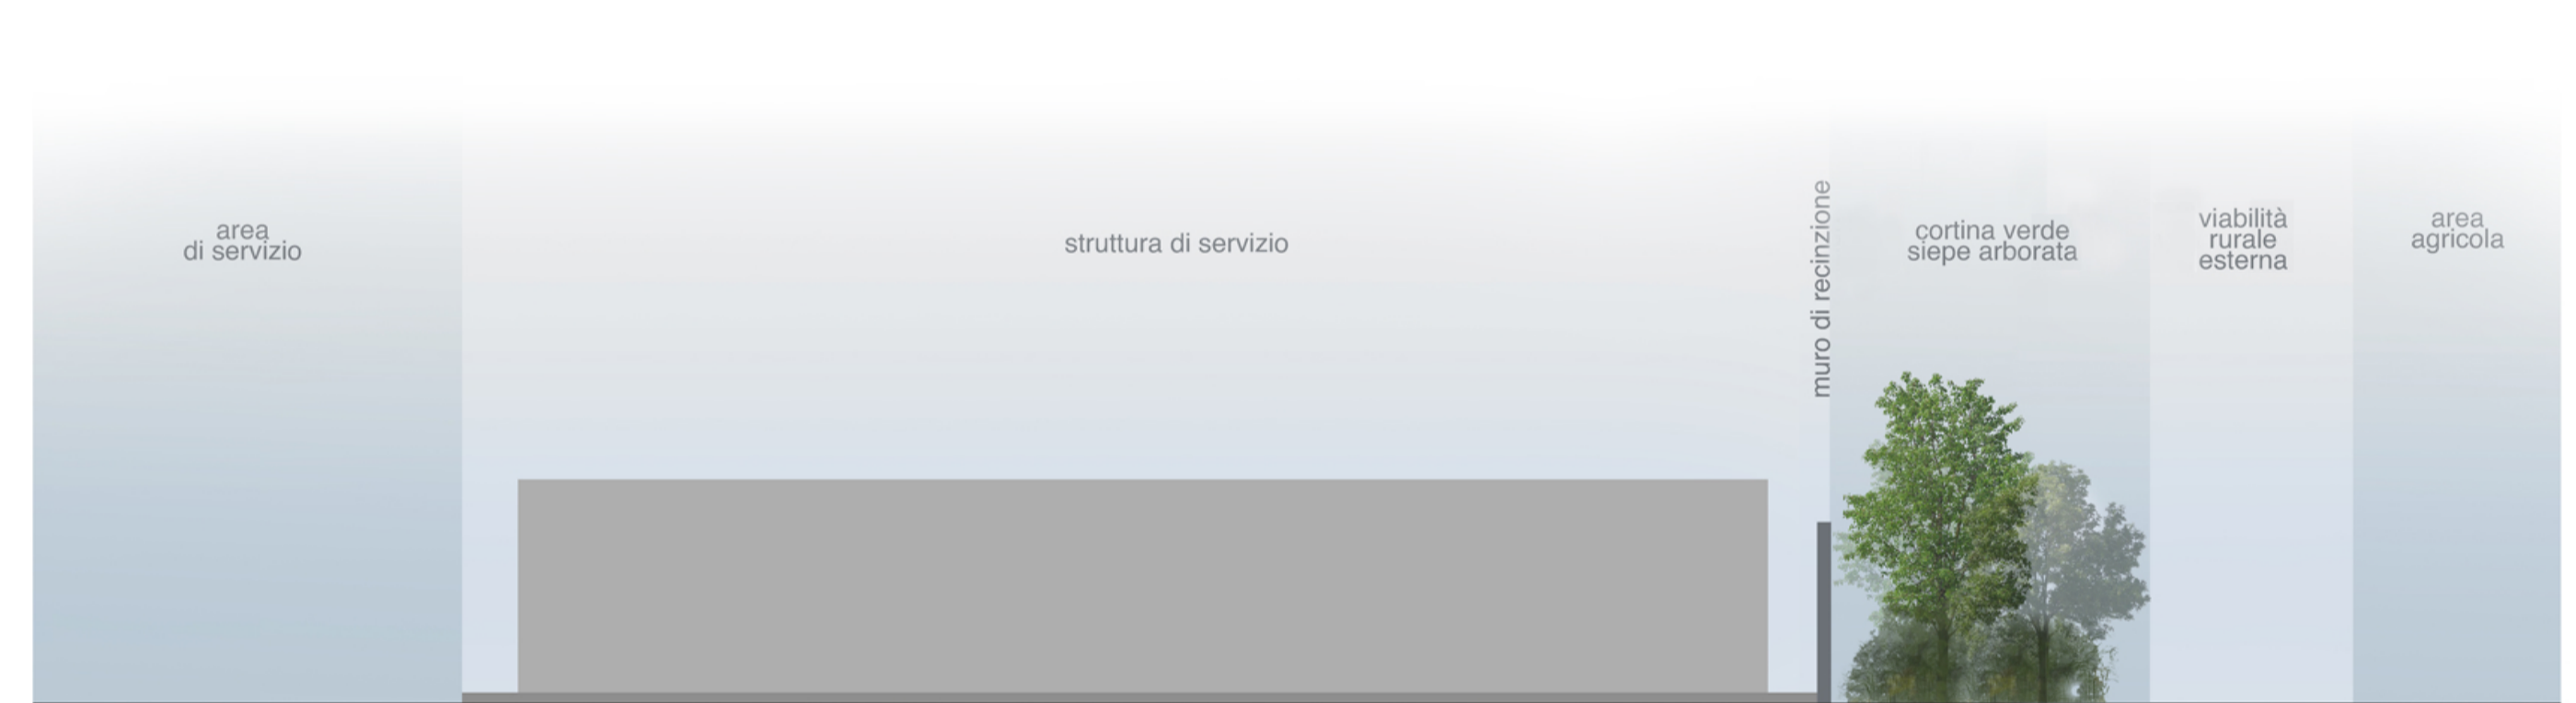 area
di servizio
struttura di servizio
muro di recinzione
cortina verde
siepe arborata
viabilità
rurale
esterna
area
agricola